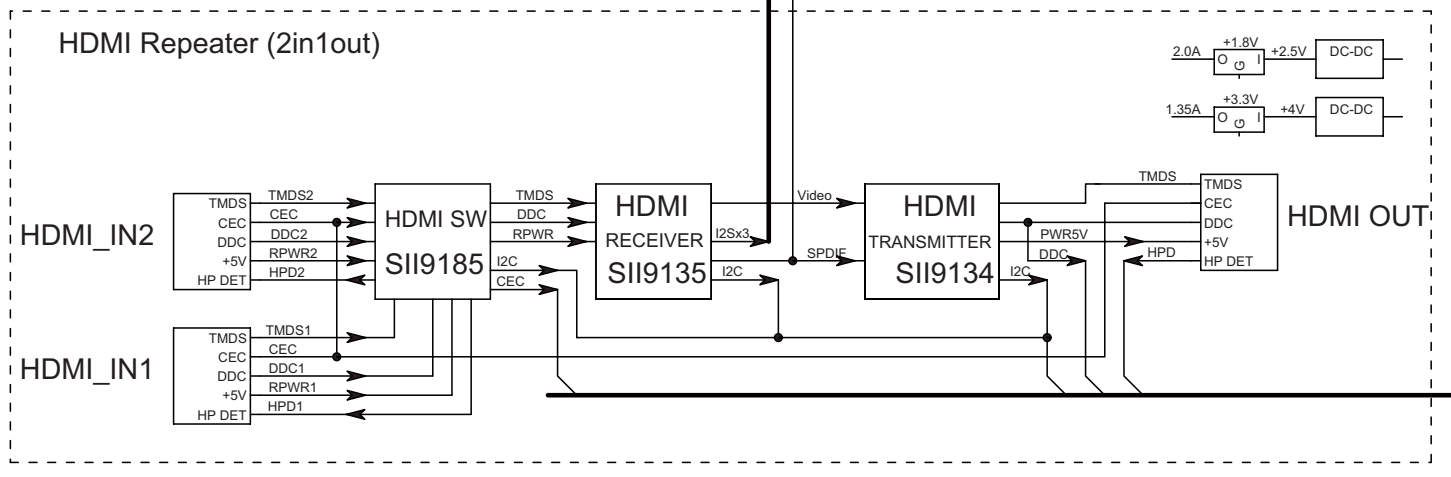 HDMI Repeater (2in1out)
2.0A
+1.8V
O G I
+2.5V
DC-DC
1.35A
+3.3V
O G I
+4V
DC-DC
HDMI_IN2
TMDS
CEC
DDC
+5V
HP DET
TMDS2
CEC
DDC2
RPWR2
HPD2
HDMI SW
SII9185
TMDS
DDC
RPWR
I2C
CEC
HDMI
RECEIVER
SII9135
I2Sx3
I2C
Video
SPDIF
HDMI
TRANSMITTER
SII9134
I2C
TMDS
PWR5V
DDC
HPD
TMDS
CEC
DDC
+5V
HP DET
HDMI OUT
HDMI_IN1
TMDS
CEC
DDC
+5V
HP DET
TMDS1
CEC
DDC1
RPWR1
HPD1